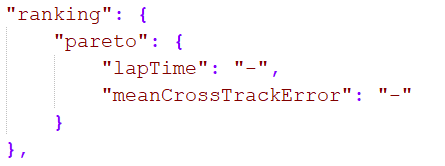 "ranking": {
    "pareto": {
        "lapTime": "-",
        "meanCrossTrackError": "-"
    }
},